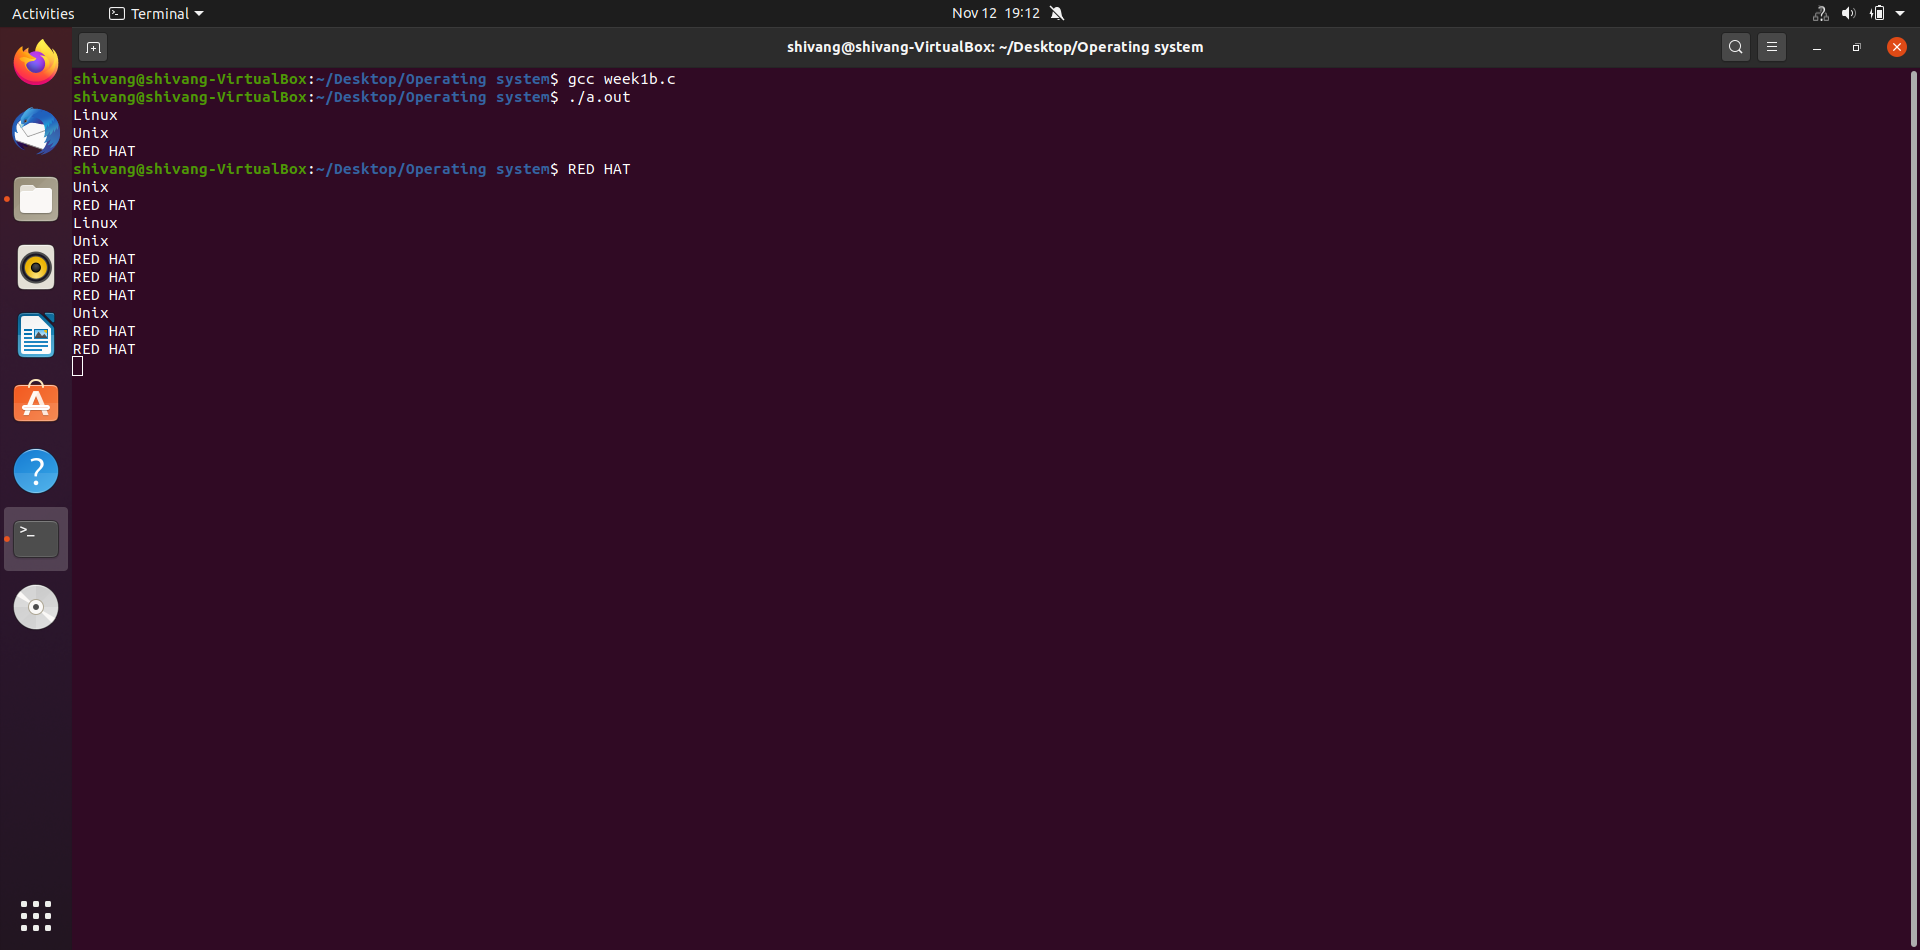 Activities
Terminal
Nov 12 19:12
shivang@shivang-VirtualBox: ~/Desktop/Operating system
shivang@shivang-VirtualBox:~/Desktop/Operating system$ gcc week1b.c
shivang@shivang-VirtualBox:~/Desktop/Operating system$ ./a.out
Linux
Unix
RED HAT
shivang@shivang-VirtualBox:~/Desktop/Operating system$ RED HAT
Unix
RED HAT
Linux
Unix
RED HAT
RED HAT
RED HAT
Unix
RED HAT
RED HAT